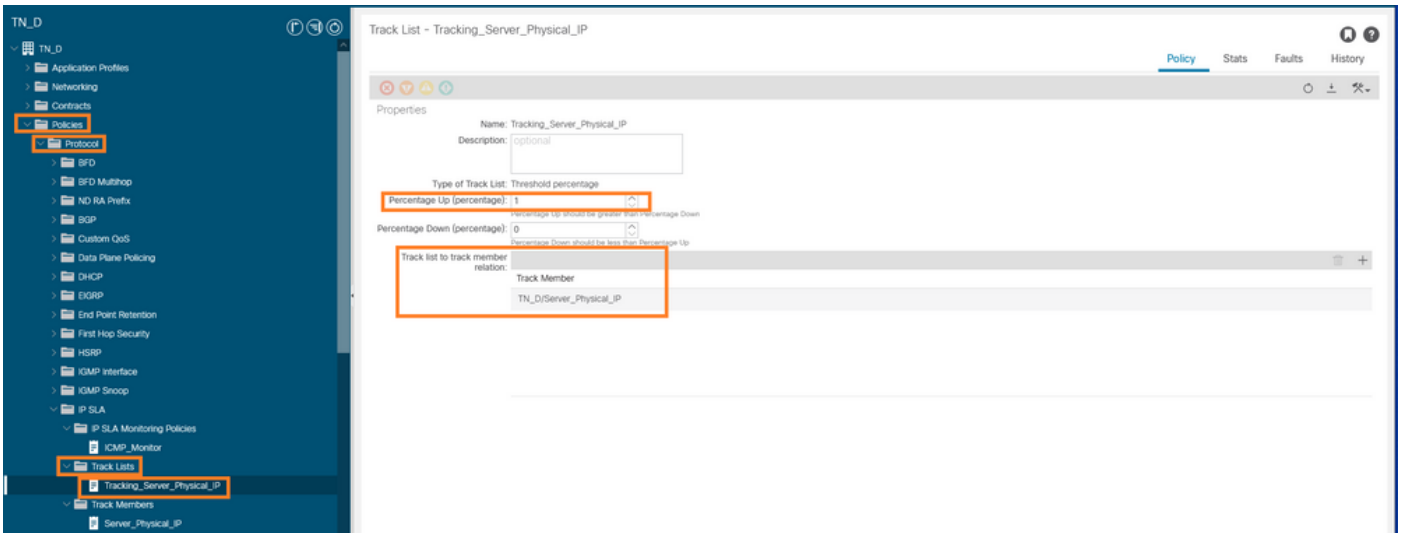 TN_D
TN_D
Application Profiles
Networking
Contracts
Policies
Protocol
BFD
BFD Multihop
ND RA Prefix
BGP
Custom QoS
Data Plane Policing
DHCP
EIGRP
End Point Retention
First Hop Security
HSRP
IGMP Interface
IGMP Snoop
IP SLA
IP SLA Monitoring Policies
ICMP_Monitor
Track Lists
Tracking_Server_Physical_IP
Track Members
Server_Physical_IP
Track List - Tracking_Server_Physical_IP
Policy Stats Faults History
Properties
Name: Tracking_Server_Physical_IP
Description: optional
Type of Track List: Threshold percentage
Percentage Up (percentage): 1
Percentage Up should be greater than Percentage Down
Percentage Down (percentage): 0
Percentage Down should be less than Percentage Up
Track list to track member
relation:
Track Member
TN_D/Server_Physical_IP